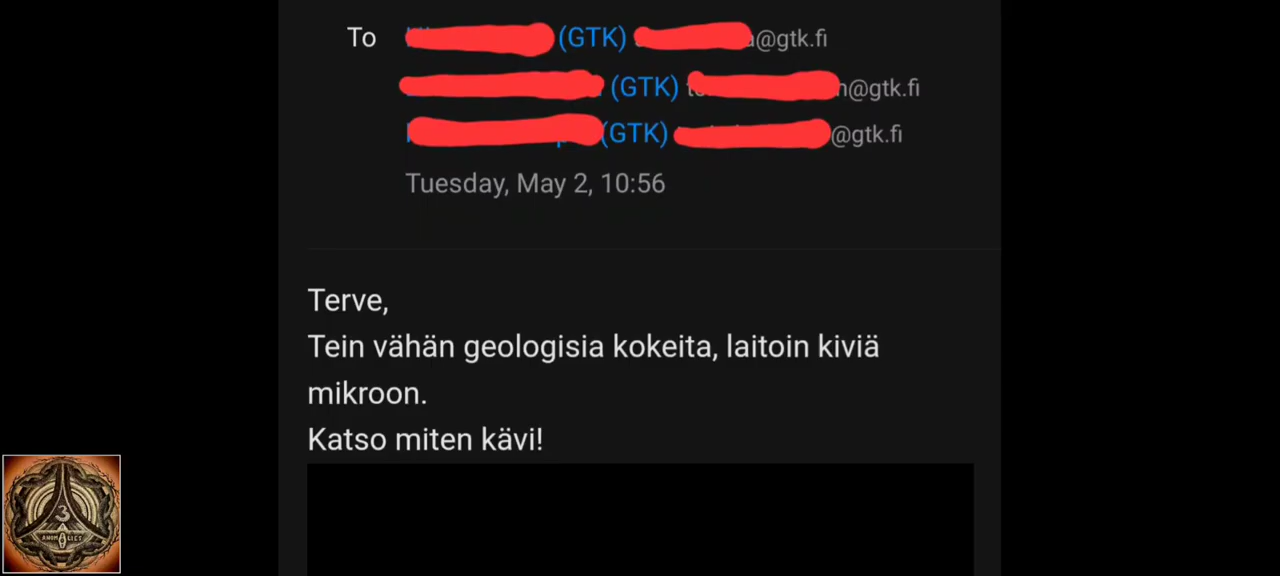 To (GTK) @gtk.fi
(GTK) @gtk.fi
(GTK) @gtk.fi
Tuesday, May 2, 10:56
Terve,
Tein vähän geologisia kokeita, laitoin kiviä
mikroon.
Katso miten kävi!
3